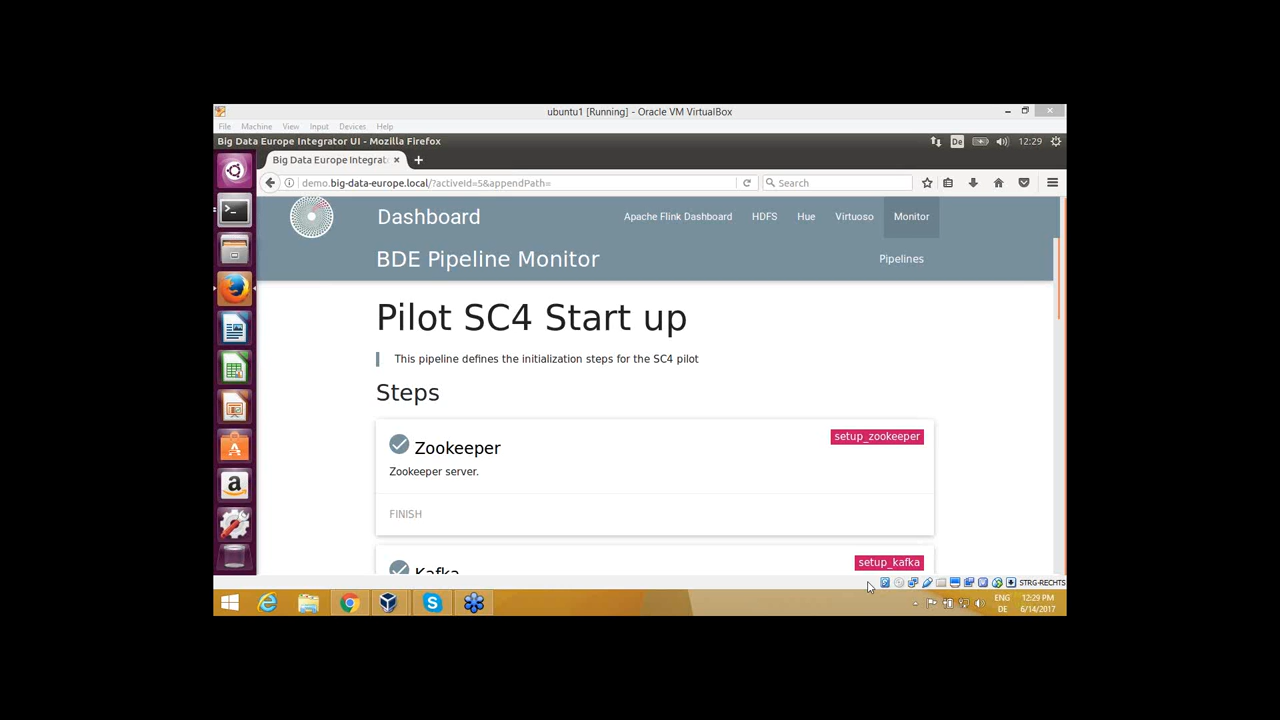 ubuntu1 [Running] - Oracle VM VirtualBox
File Machine View Input Devices Help
Big Data Europe Integrator UI - Mozilla Firefox
De 12:29
Big Data Europe Integrat
demo.big-data-europe.local/?activeId=5&appendPath=
Search
Dashboard
Apache Flink Dashboard HDFS Hue Virtuoso Monitor
BDE Pipeline Monitor
Pipelines
Pilot SC4 Start up
This pipeline defines the initialization steps for the SC4 pilot
Steps
Zookeeper
setup_zookeeper
Zookeeper server.
FINISH
Kafka
setup_kafka
STRG-RECHTS
ENG 12:29 PM
DE 6/14/2017